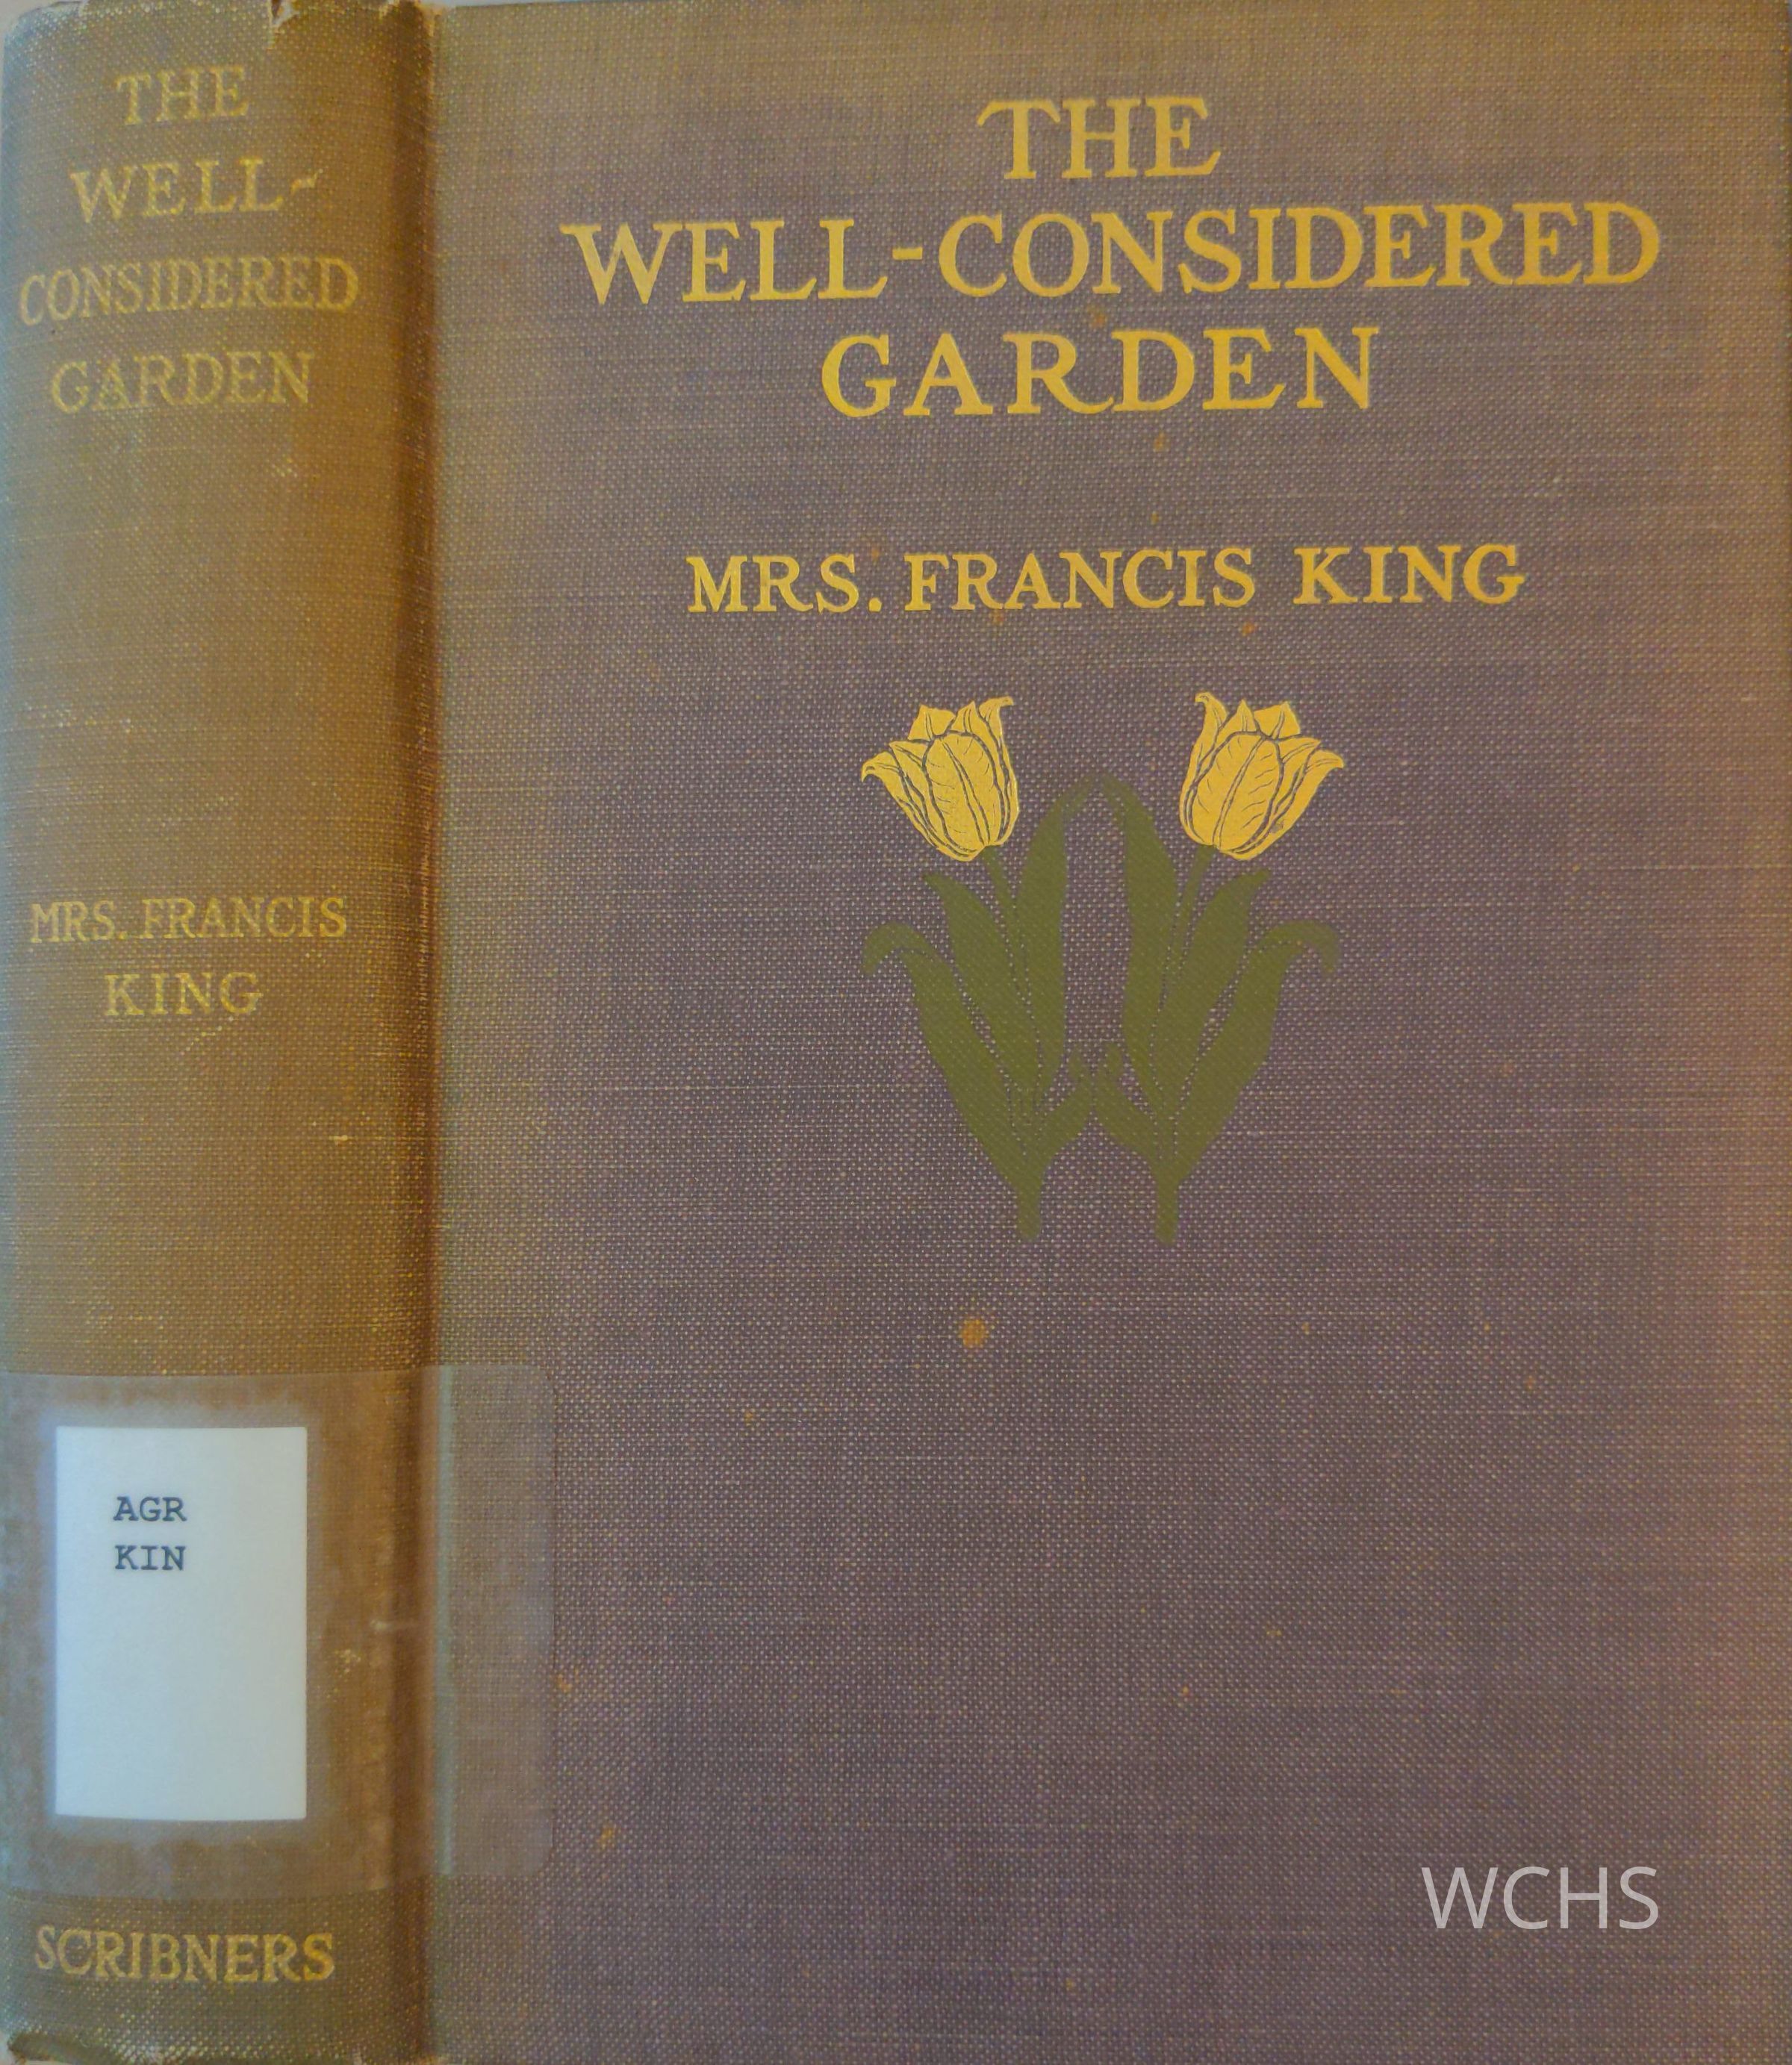 THE
WELL-
CONSIDERED
GARDEN
MRS. FRANCIS
KING
AGR
KIN
SCRIBNERS
THE
WELL-CONSIDERED
GARDEN
MRS. FRANCIS KING
WCHS